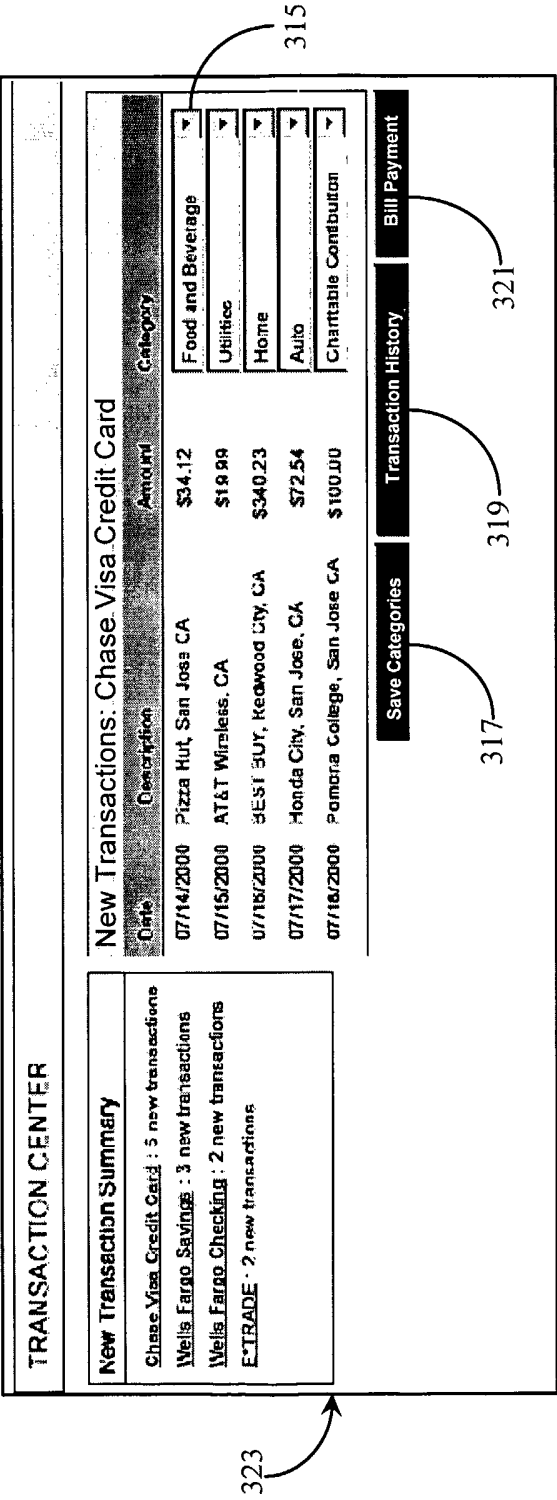 TRANSACTION CENTER
New Transaction Summary
Chase Visa Credit Card : 5 new transactions
Wells Fargo Savings : 3 new transactions
Wells Fargo Checking : 2 new transactions
E*TRADE - 2 new transactions
New Transactions: Chase Visa Credit Card
Date Description Amount Category
07/14/2000 Pizza Hut, San Jose CA $34.12 Food and Beverage
07/15/2000 AT&T Wireless, CA $19.99 Utilities
07/16/2000 BEST BUY, Redwood City, CA $340.23 Home
07/17/2000 Honda City, San Jose, CA $72.54 Auto
07/18/2000 Pomona College, San Jose CA $100.00 Charitable Contibuiton
Save Categories Transaction History Bill Payment
315
317
319
321
323